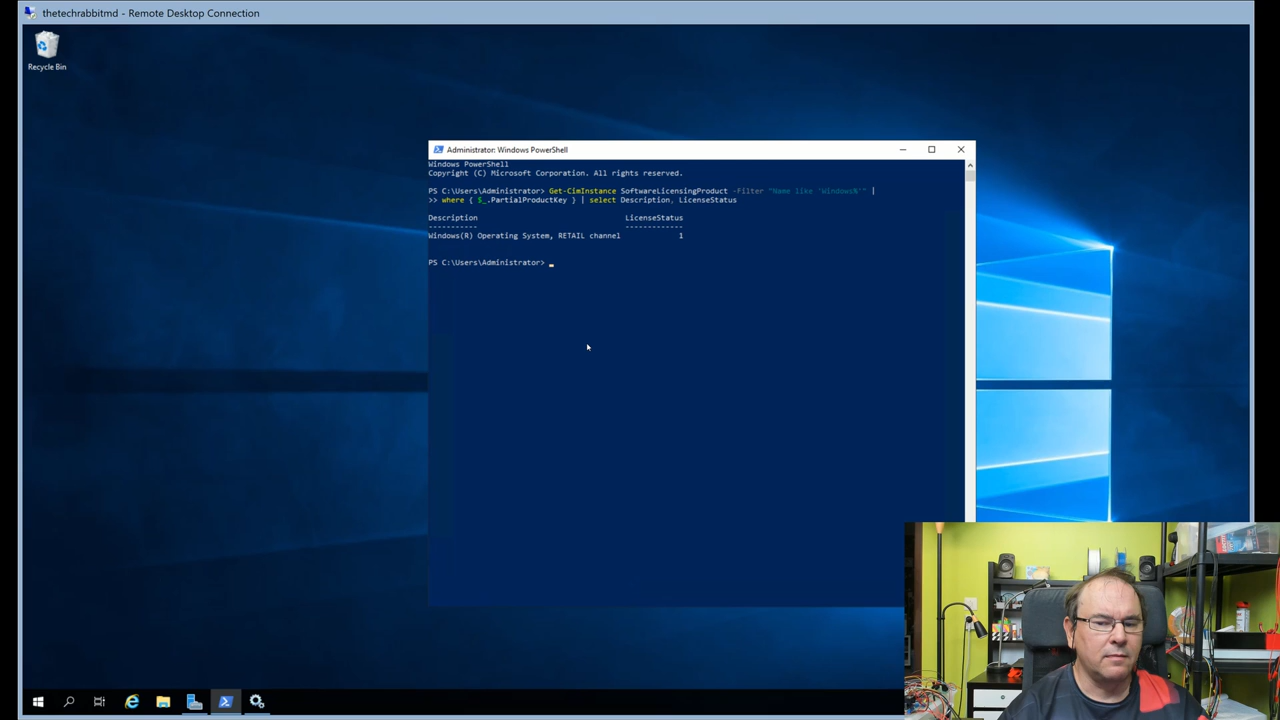 thetechrabbitmd - Remote Desktop Connection
Recycle Bin
Administrator: Windows PowerShell
Windows PowerShell
Copyright (C) Microsoft Corporation. All rights reserved.
PS C:\Users\Administrator> Get-CimInstance SoftwareLicensingProduct -Filter "Name like 'Windows%'" |
>> where { $_.PartialProductKey } | select Description, LicenseStatus
Description LicenseStatus
----------- -------------
Windows(R) Operating System, RETAIL channel 1
PS C:\Users\Administrator> _